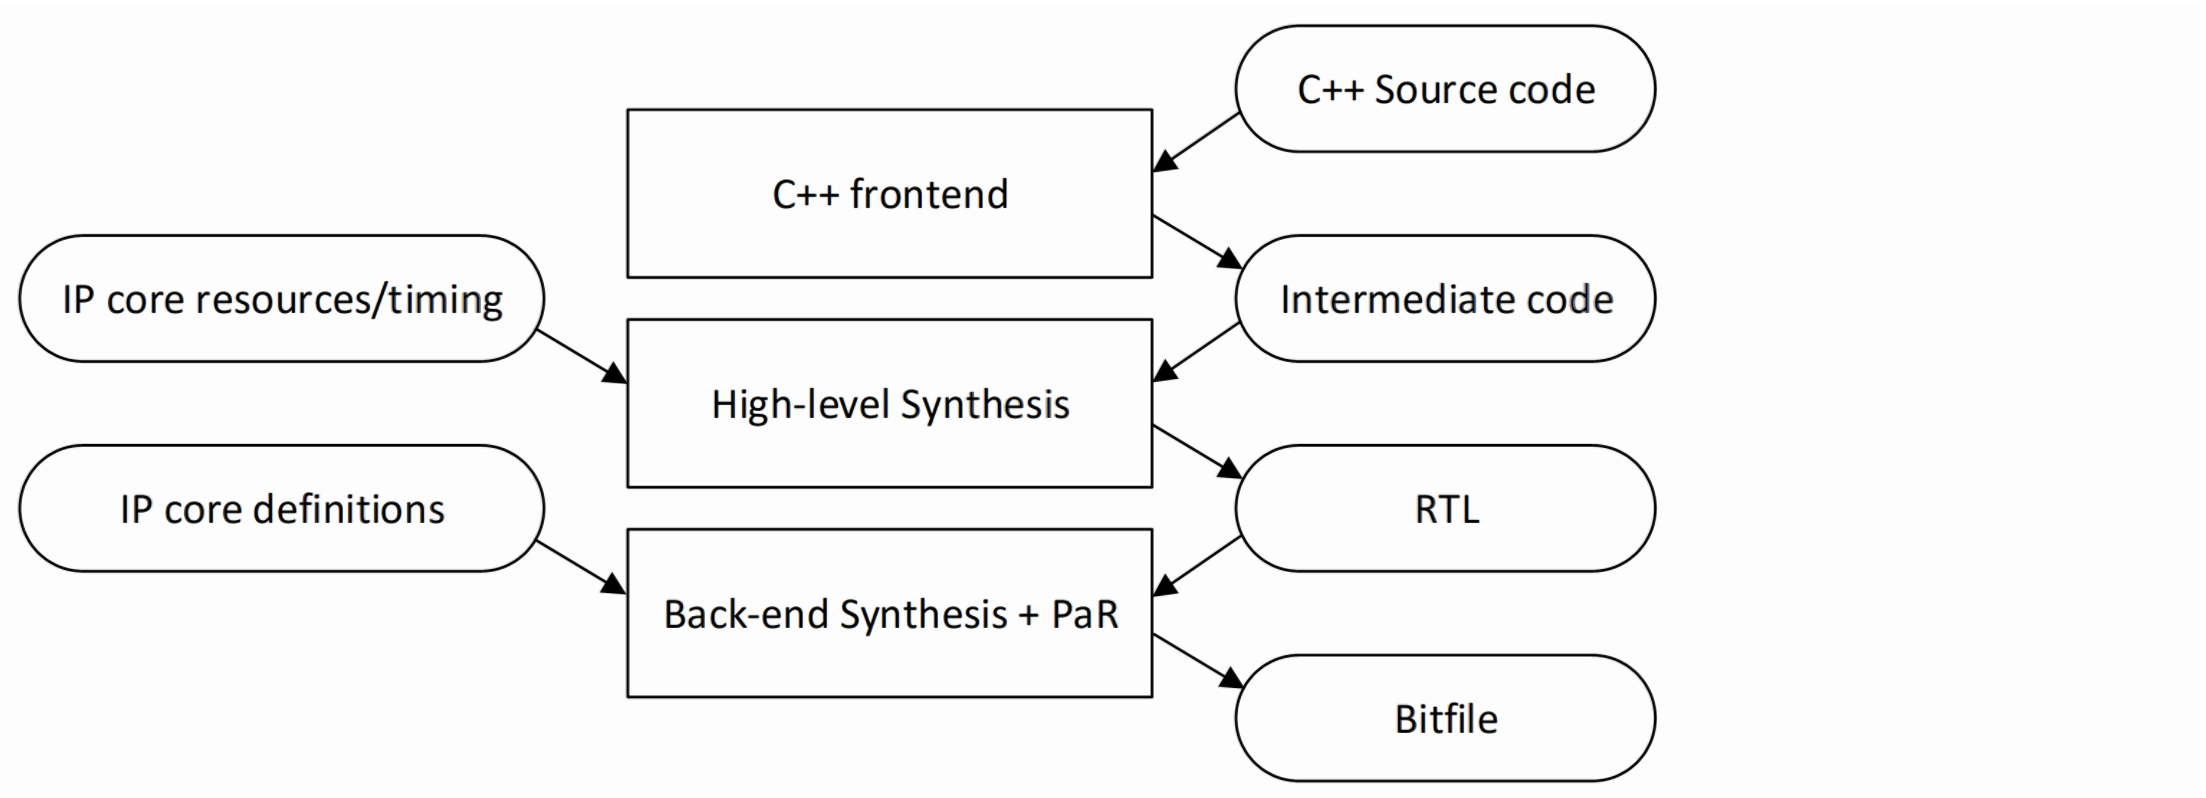 C++ Source code
C++ frontend
IP core resources/timing
Intermediate code
High-level Synthesis
IP core definitions
RTL
Back-end Synthesis + PaR
Bitfile